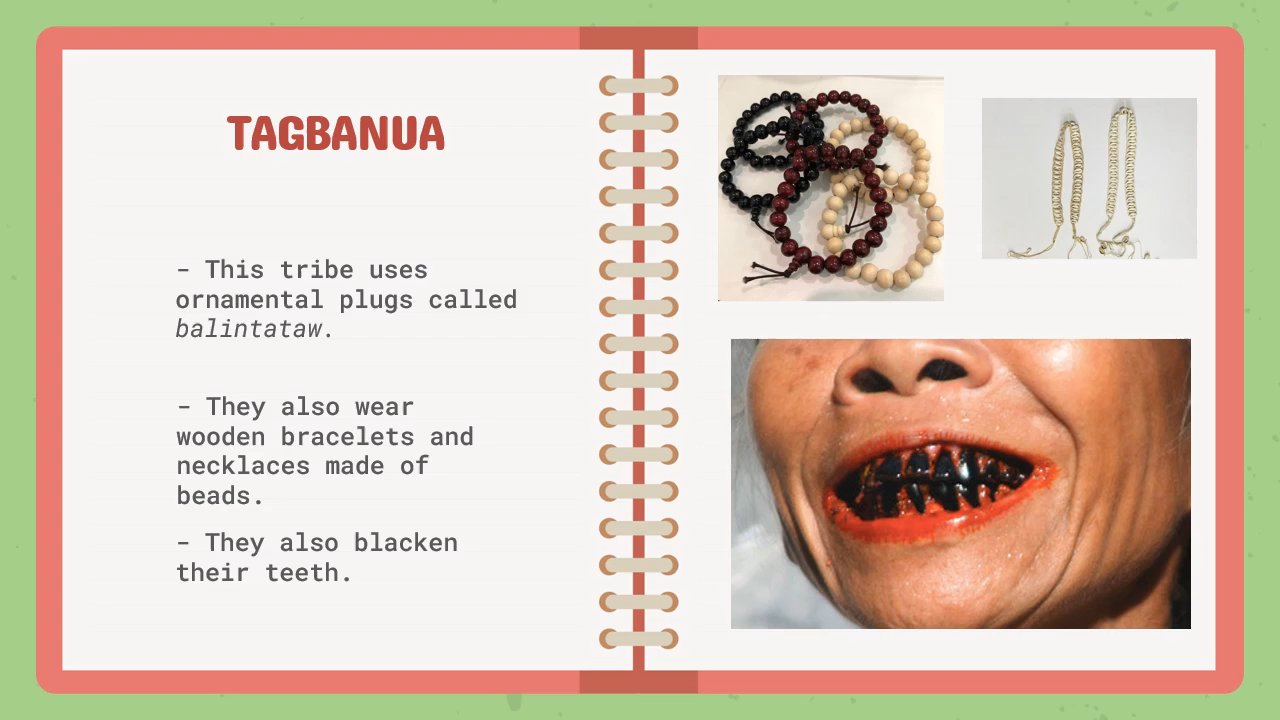 TAGBANUA
- This tribe uses
ornamental plugs called
balintataw.
- They also wear
wooden bracelets and
necklaces made of
beads.
- They also blacken
their teeth.